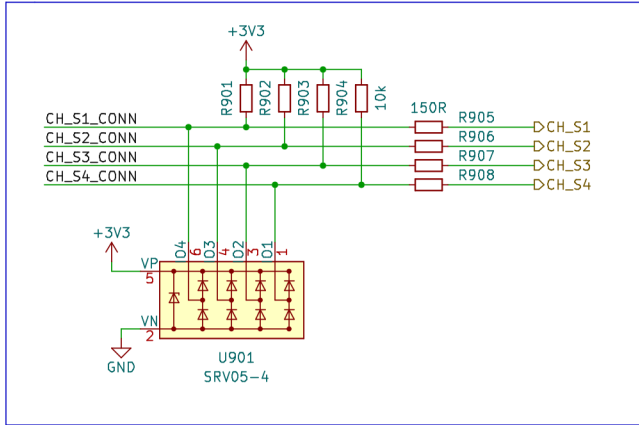 +3V3
R901
R902
R903
R904
10k
150R
CH_S1_CONN
R905
CH_S1
CH_S2_CONN
R906
CH_S2
CH_S3_CONN
R907
CH_S3
CH_S4_CONN
R908
CH_S4
+3V3
O4
6
O3
4
O2
3
O1
1
VP
5
VN
2
GND
U901
SRV05-4